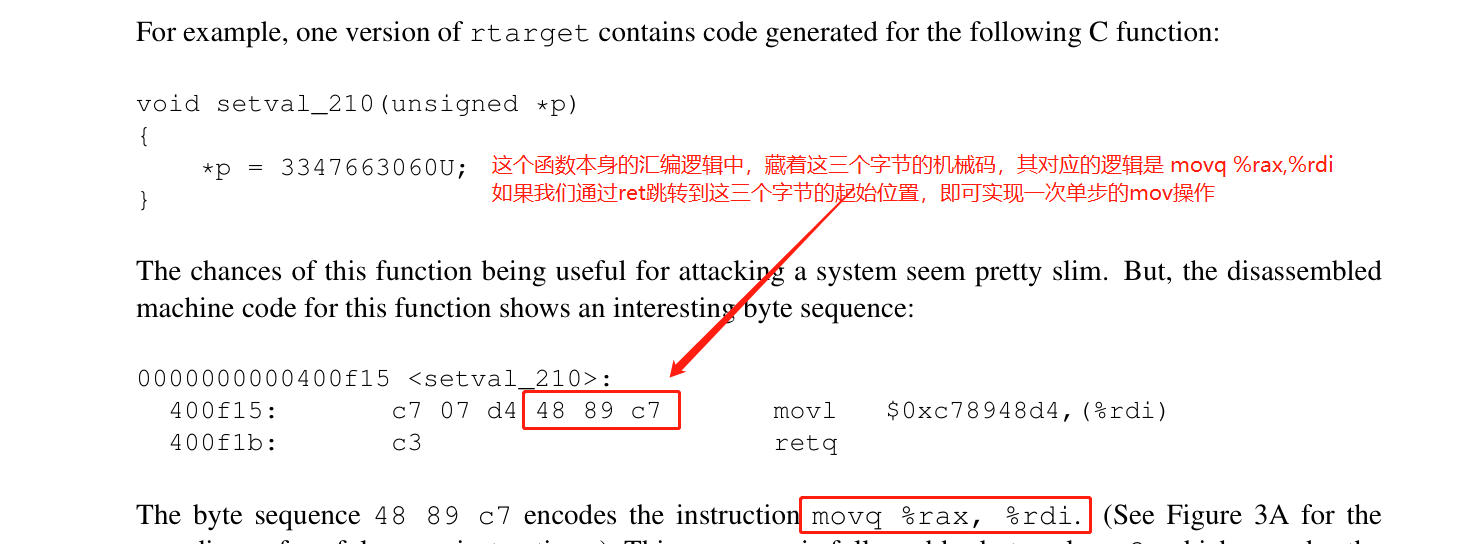 For example, one version of rtarget contains code generated for the following C function:
void setval_210(unsigned *p)
{
*p = 3347663060U;
这个函数本身的汇编逻辑中，藏着这三个字节的机械码，其对应的逻辑是 movq %rax,%rdi
如果我们通过ret跳转到这三个字节的起始位置，即可实现一次单步的mov操作
}
The chances of this function being useful for attacking a system seem pretty slim. But, the disassembled
machine code for this function shows an interesting byte sequence:
0000000000400f15 <setval_210>:
400f15: c7 07 d4 48 89 c7 movl $0xc78948d4,(%rdi)
400f1b: c3 retq
The byte sequence 48 89 c7 encodes the instruction movq %rax, %rdi. (See Figure 3A for the